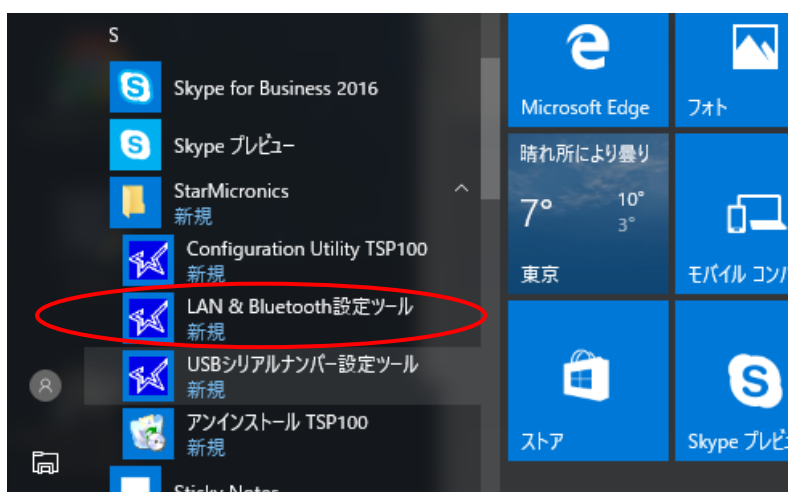 S
Skype for Business 2016
Skype プレビュー
StarMicronics
新規
Configuration Utility TSP100
新規
LAN & Bluetooth設定ツール
新規
USBシリアルナンバー設定ツール
新規
アンインストール TSP100
新規
Sticky Notes
Microsoft Edge
フォト
晴れ所により曇り
7°
10°
3°
東京
モバイル コンパ
ストア
Skype プレビ